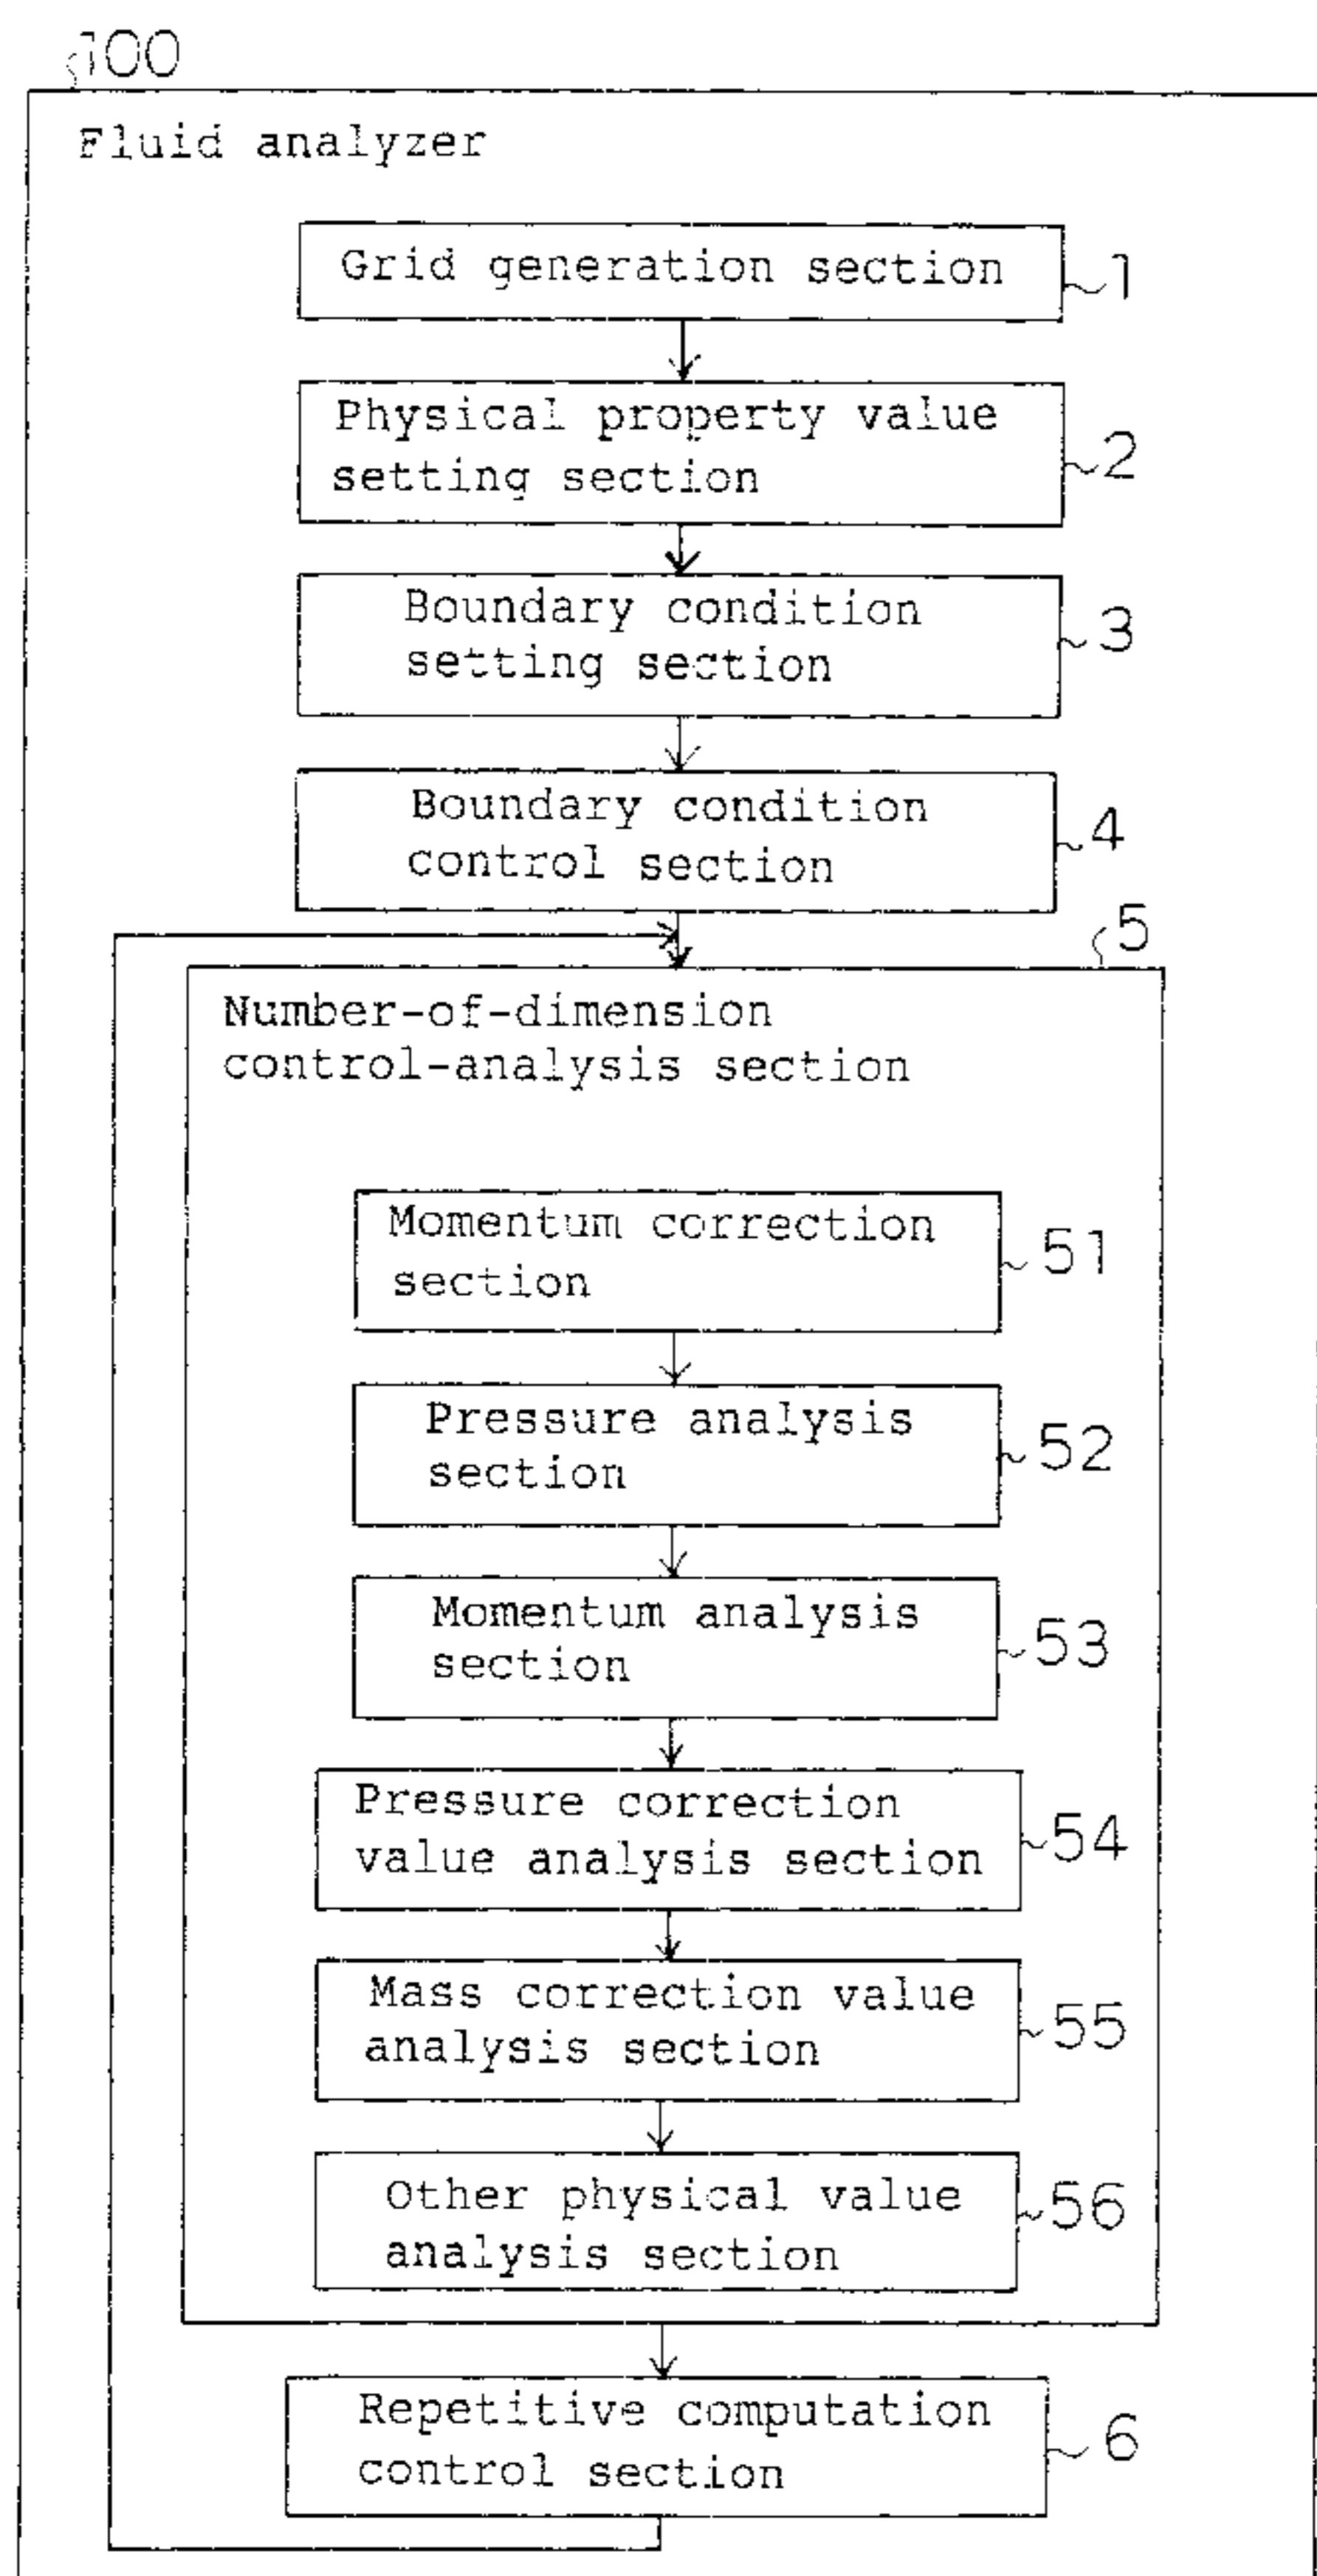 100
Fluid analyzer
Grid generation section
1
Physical property value
setting section
2
Boundary condition
setting section
3
Boundary condition
control section
4
5
Number-of-dimension
control-analysis section
Momentum correction
section
51
Pressure analysis
section
52
Momentum analysis
section
53
Pressure correction
value analysis section
54
Mass correction value
analysis section
55
Other physical value
analysis section
56
Repetitive computation
control section
6